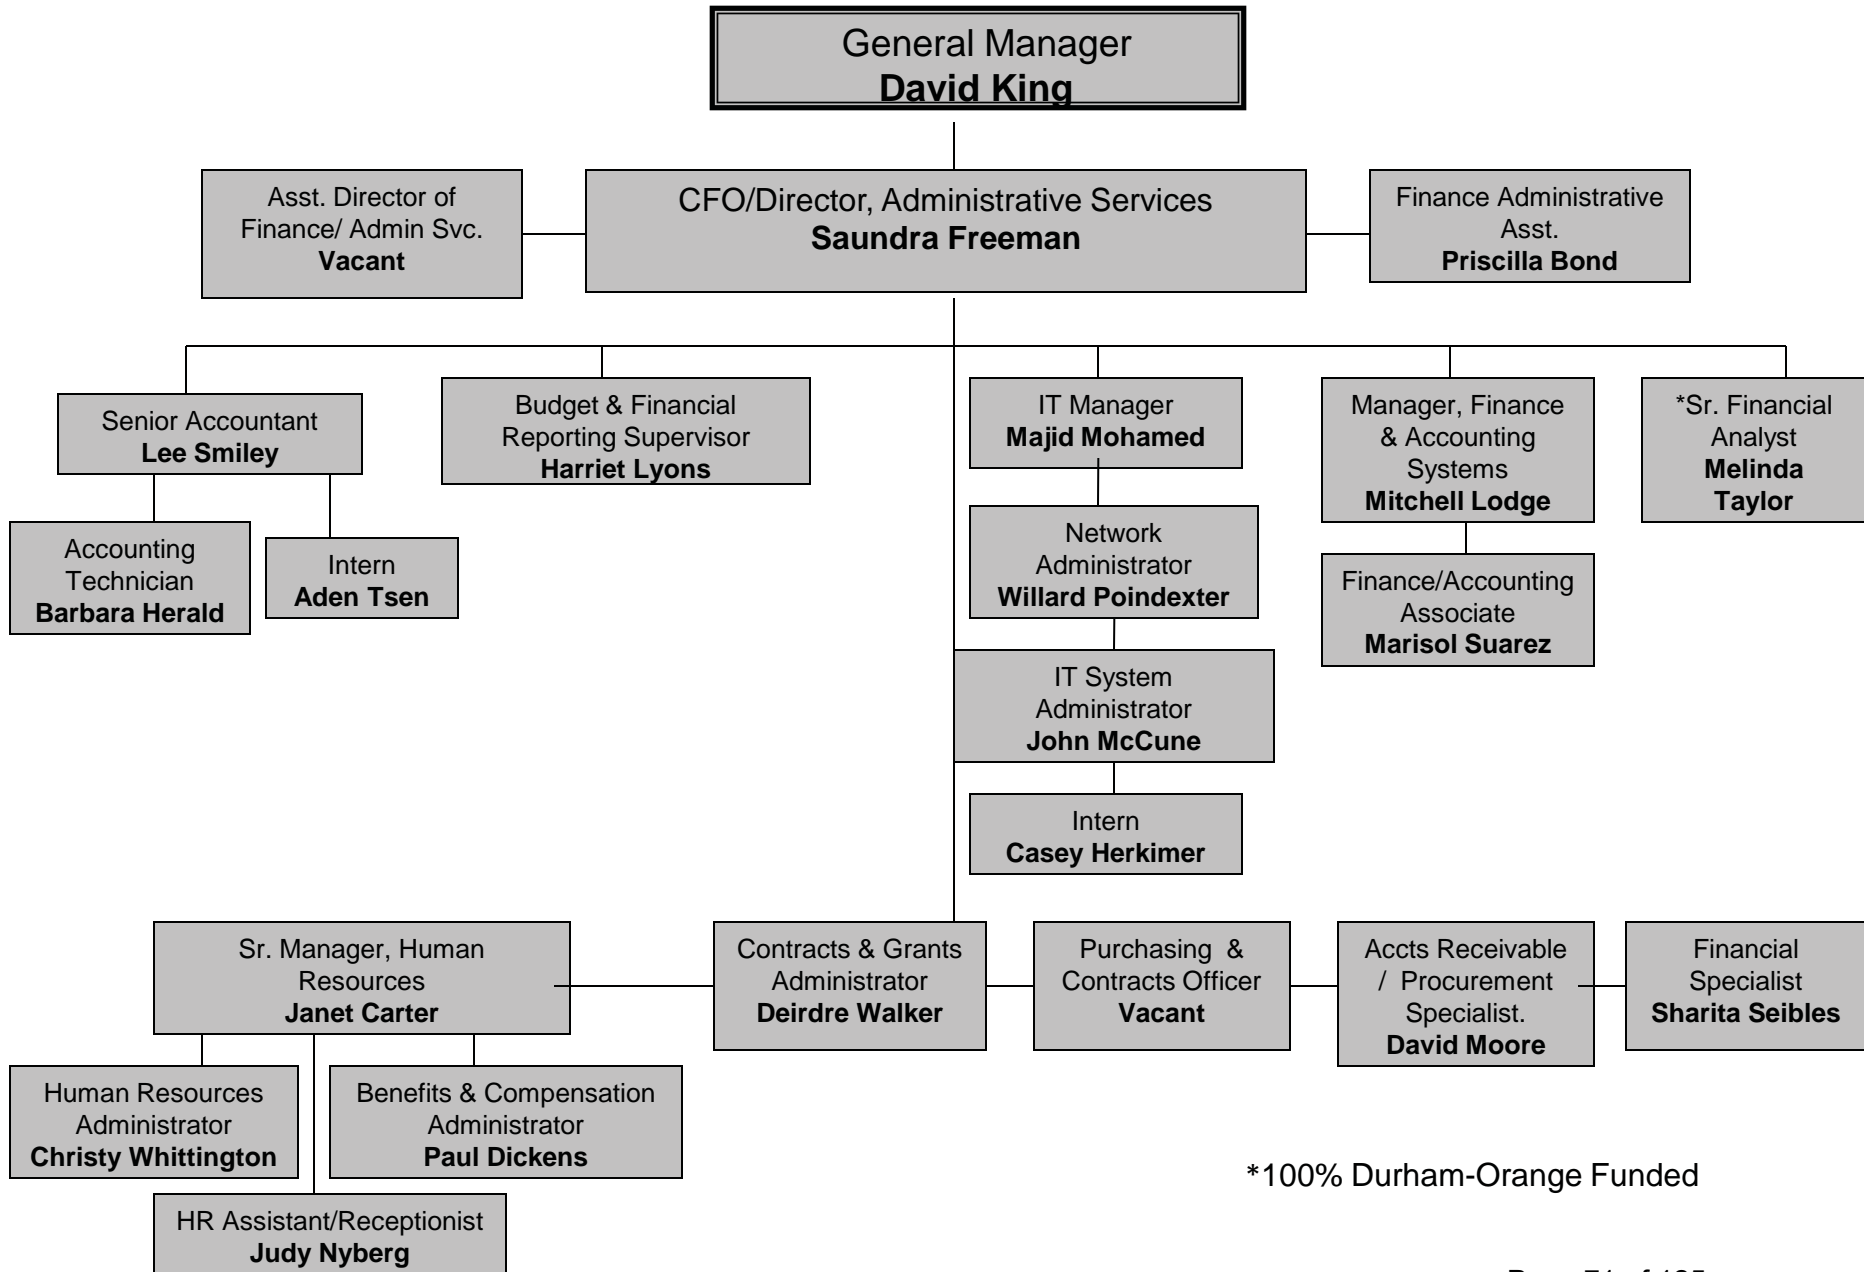 General Manager
David King
Asst. Director of
Finance/ Admin Svc.
Vacant
CFO/Director, Administrative Services
Saundra Freeman
Finance Administrative
Asst.
Priscilla Bond
Senior Accountant
Lee Smiley
Budget & Financial
Reporting Supervisor
Harriet Lyons
IT Manager
Majid Mohamed
Manager, Finance
& Accounting
Systems
Mitchell Lodge
*Sr. Financial
Analyst
Melinda
Taylor
Accounting
Technician
Barbara Herald
Intern
Aden Tsen
Network
Administrator
Willard Poindexter
Finance/Accounting
Associate
Marisol Suarez
IT System
Administrator
John McCune
Intern
Casey Herkimer
Sr. Manager, Human
Resources
Janet Carter
Contracts & Grants
Administrator
Deirdre Walker
Purchasing & 
Contracts Officer
Vacant
Accts Receivable
/ Procurement
Specialist.
David Moore
Financial
Specialist
Sharita Seibles
Human Resources
Administrator
Christy Whittington
Benefits & Compensation
Administrator
Paul Dickens
HR Assistant/Receptionist
Judy Nyberg
*100% Durham-Orange Funded